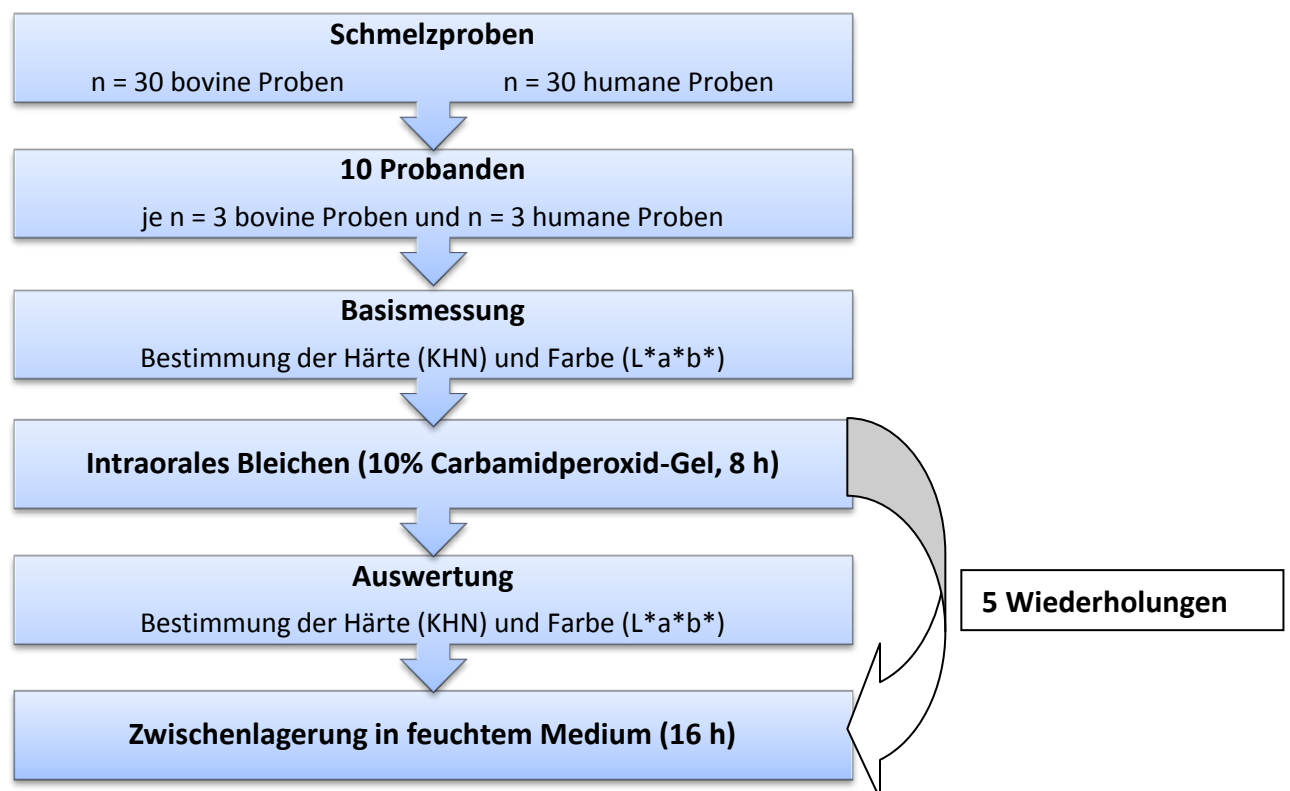 Schmelzproben
n = 30 bovine Proben n = 30 humane Proben
10 Probanden
je n = 3 bovine Proben und n = 3 humane Proben
Basismessung
Bestimmung der Härte (KHN) und Farbe (L*a*b*)
Intraorales Bleichen (10% Carbamidperoxid-Gel, 8 h)
Auswertung
Bestimmung der Härte (KHN) und Farbe (L*a*b*)
5 Wiederholungen
Zwischenlagerung in feuchtem Medium (16 h)